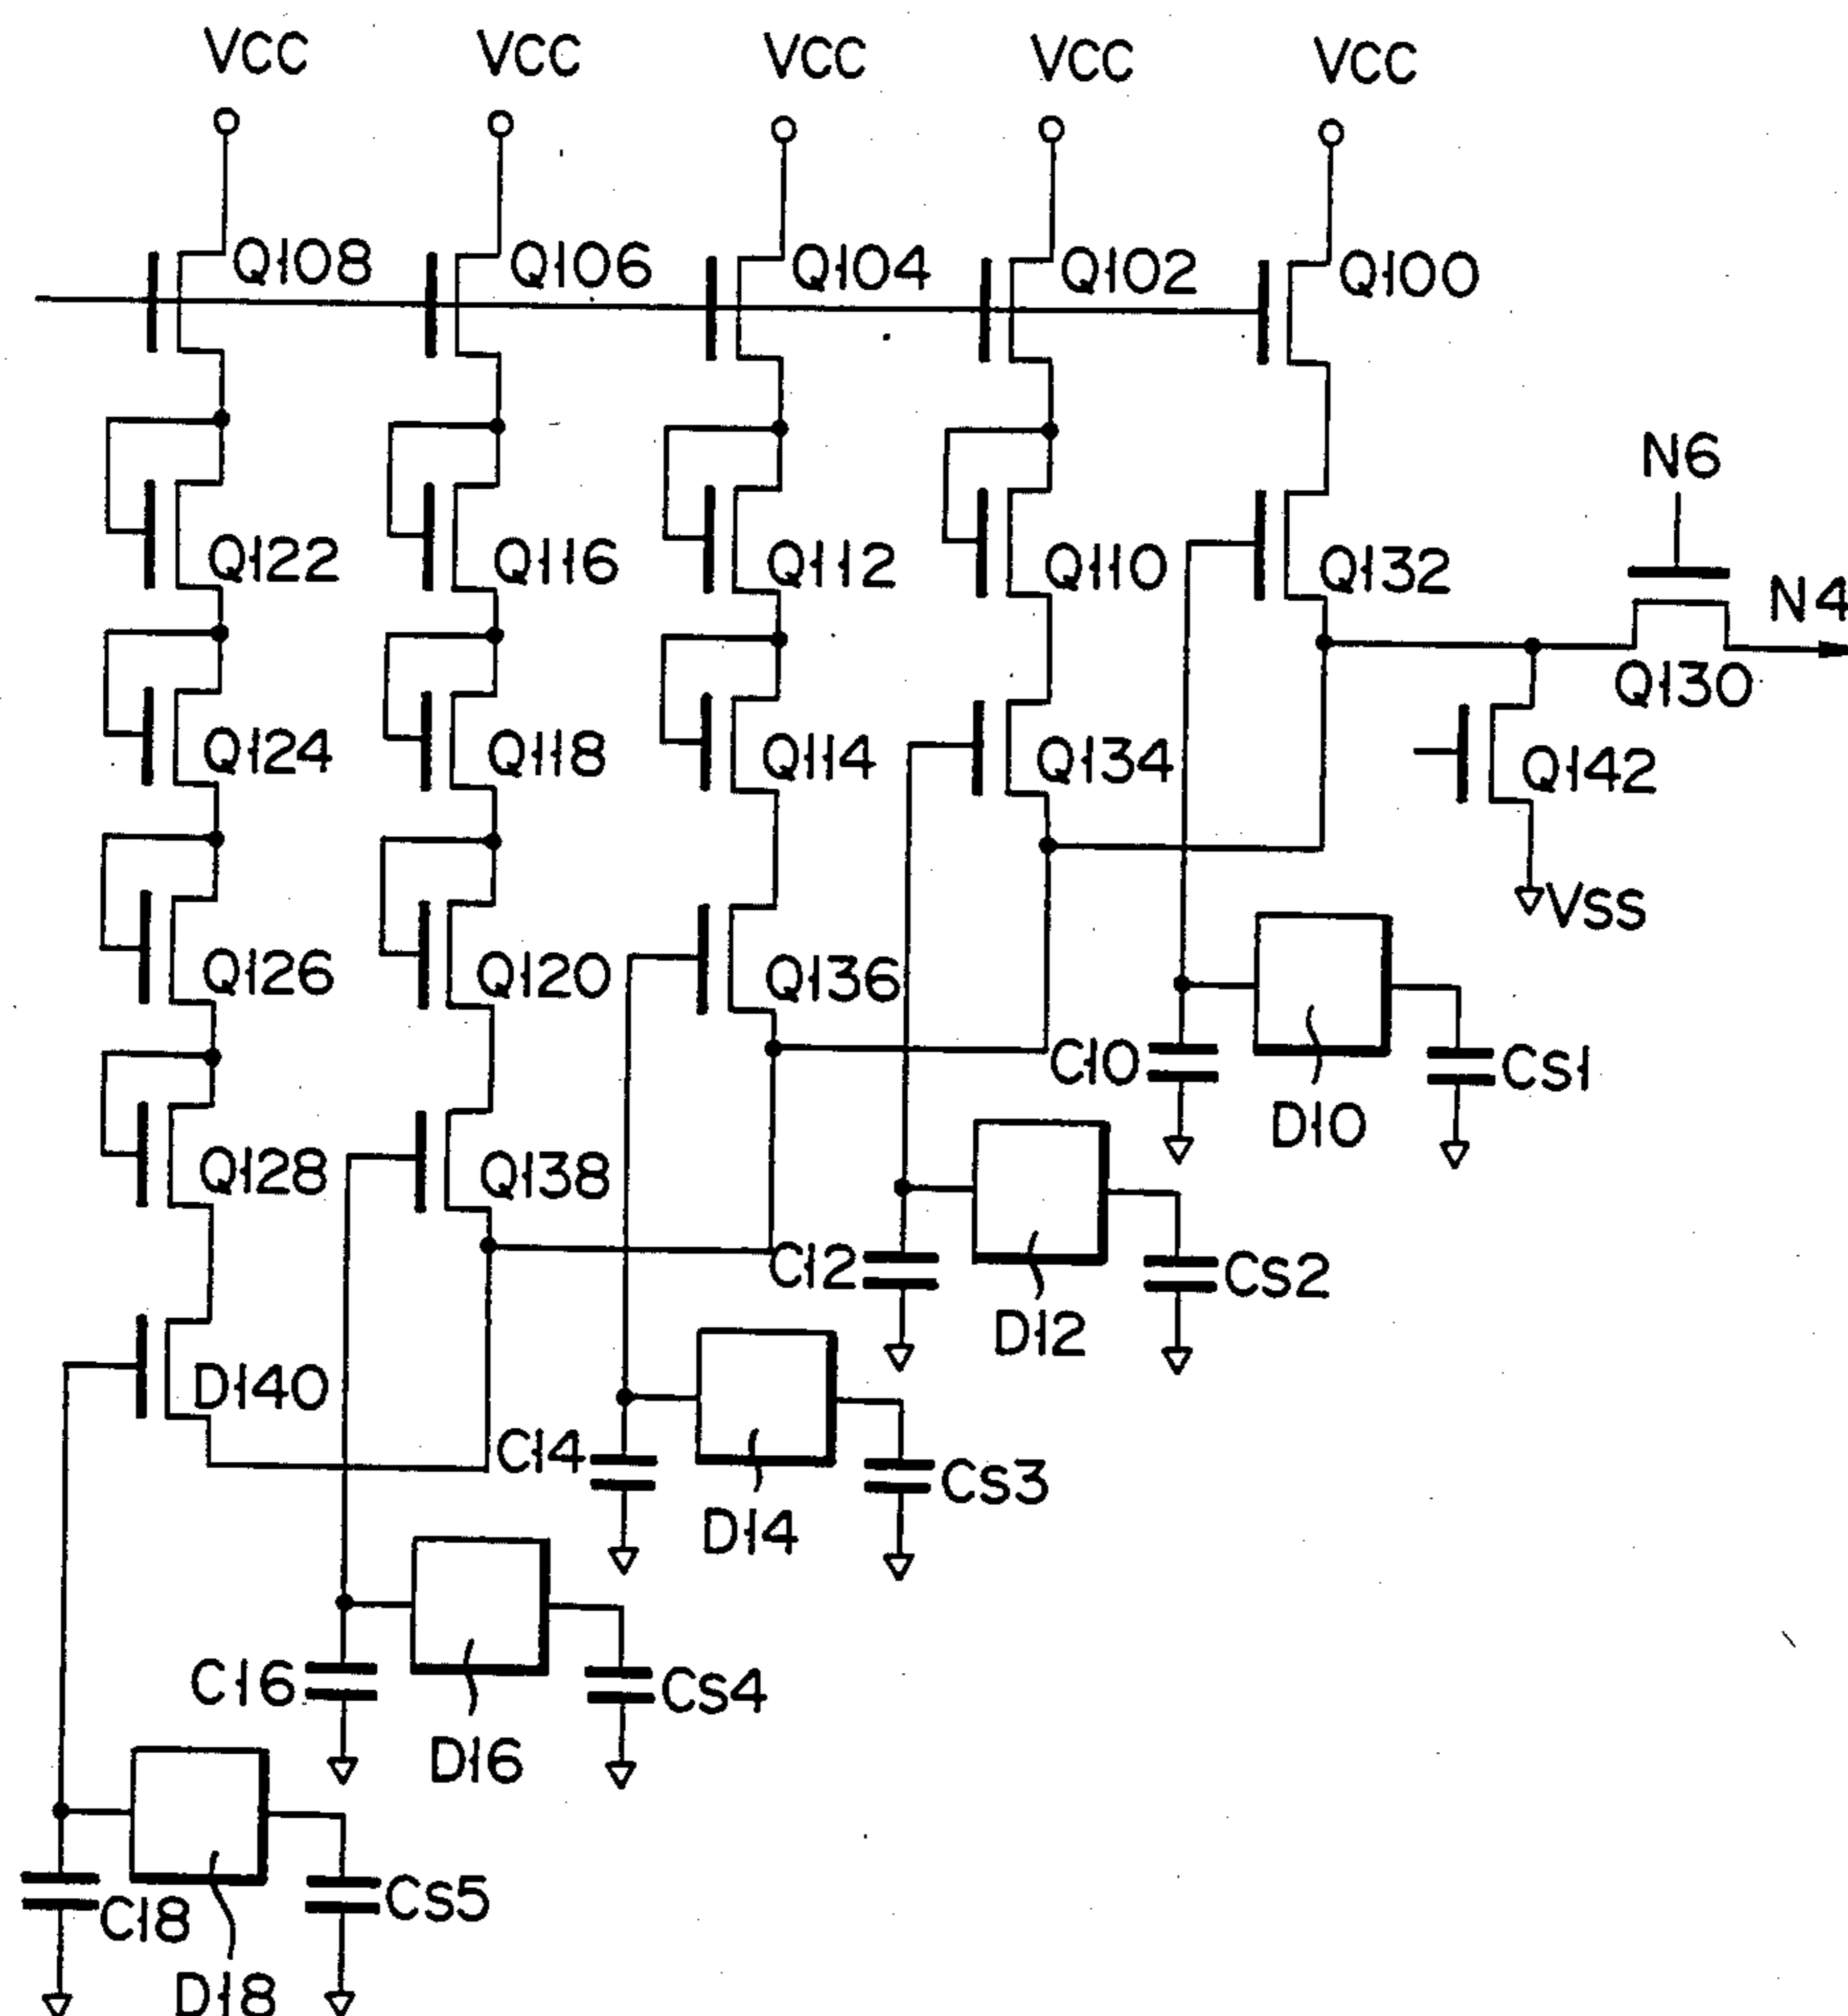 VCC VCC VCC VCC VCC
Q108 Q106 Q104 Q102 Q100
N6
Q122 Q116 Q112 Q110 Q132
N4
Q130
Q124 Q118 Q114 Q134 Q142
VSS
Q126 Q120 Q136
C10 CS1
D10
Q128 Q138
C12 CS2
D12
D140
C14 CS3
D14
C16 CS4
D16
C18 CS5
D18